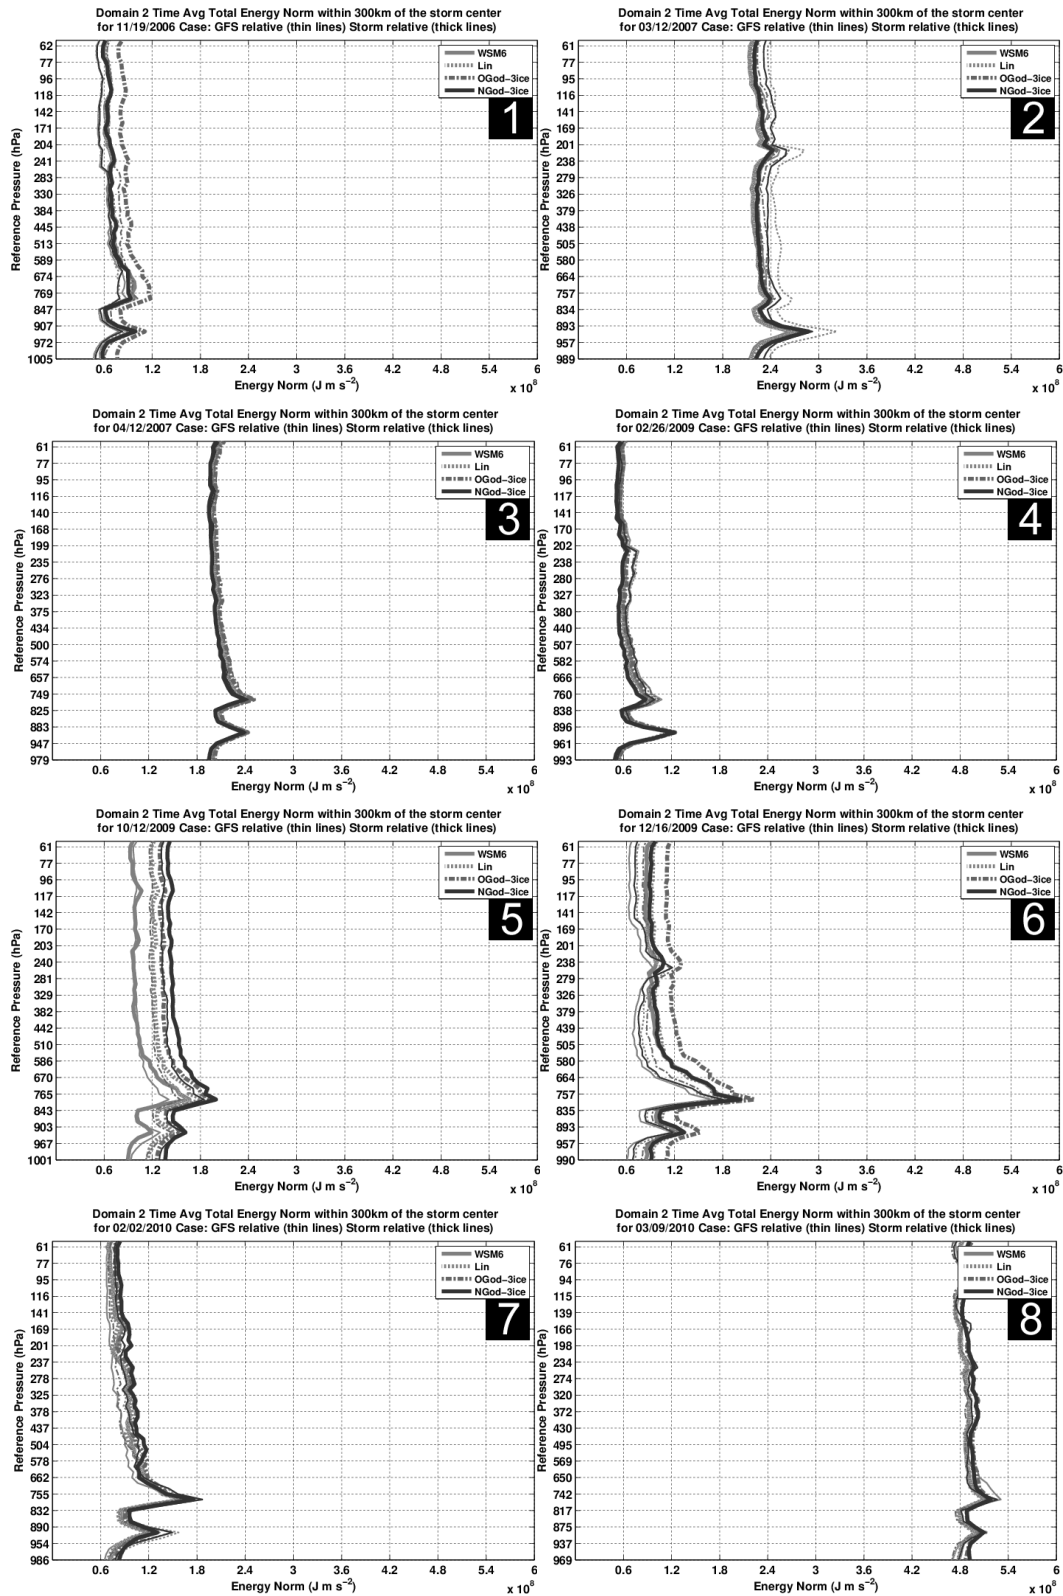 Domain 2 Time Avg Total Energy Norm within 300km of the storm center
for 11/19/2006 Case: GFS relative (thin lines) Storm relative (thick lines)
WSM6
Lin
OGod-3ice
NGod-3ice
1
Reference Pressure (hPa)
62
77
96
118
142
171
204
241
283
330
384
445
513
589
674
769
847
907
972
1005
0.6 1.2 1.8 2.4 3 3.6 4.2 4.8 5.4 6
Energy Norm (J m s⁻²)
x 10⁸
Domain 2 Time Avg Total Energy Norm within 300km of the storm center
for 03/12/2007 Case: GFS relative (thin lines) Storm relative (thick lines)
WSM6
Lin
OGod-3ice
NGod-3ice
2
Reference Pressure (hPa)
61
77
95
116
141
169
201
238
279
326
379
438
505
580
664
757
834
893
957
989
0.6 1.2 1.8 2.4 3 3.6 4.2 4.8 5.4 6
Energy Norm (J m s⁻²)
x 10⁸
Domain 2 Time Avg Total Energy Norm within 300km of the storm center
for 04/12/2007 Case: GFS relative (thin lines) Storm relative (thick lines)
WSM6
Lin
OGod-3ice
NGod-3ice
3
Reference Pressure (hPa)
61
77
95
116
140
168
199
235
276
323
375
434
500
574
657
749
825
883
947
979
0.6 1.2 1.8 2.4 3 3.6 4.2 4.8 5.4 6
Energy Norm (J m s⁻²)
x 10⁸
Domain 2 Time Avg Total Energy Norm within 300km of the storm center
for 02/26/2009 Case: GFS relative (thin lines) Storm relative (thick lines)
WSM6
Lin
OGod-3ice
NGod-3ice
4
Reference Pressure (hPa)
61
77
95
117
141
170
202
238
280
327
380
440
507
582
666
760
838
896
961
993
0.6 1.2 1.8 2.4 3 3.6 4.2 4.8 5.4 6
Energy Norm (J m s⁻²)
x 10⁸
Domain 2 Time Avg Total Energy Norm within 300km of the storm center
for 10/12/2009 Case: GFS relative (thin lines) Storm relative (thick lines)
WSM6
Lin
OGod-3ice
NGod-3ice
5
Reference Pressure (hPa)
61
77
96
117
142
170
203
240
281
329
382
442
510
586
670
765
843
903
967
1001
0.6 1.2 1.8 2.4 3 3.6 4.2 4.8 5.4 6
Energy Norm (J m s⁻²)
x 10⁸
Domain 2 Time Avg Total Energy Norm within 300km of the storm center
for 12/16/2009 Case: GFS relative (thin lines) Storm relative (thick lines)
WSM6
Lin
OGod-3ice
NGod-3ice
6
Reference Pressure (hPa)
61
77
95
117
141
169
201
238
279
326
379
439
505
580
664
765
835
893
957
990
0.6 1.2 1.8 2.4 3 3.6 4.2 4.8 5.4 6
Energy Norm (J m s⁻²)
x 10⁸
Domain 2 Time Avg Total Energy Norm within 300km of the storm center
for 02/02/2010 Case: GFS relative (thin lines) Storm relative (thick lines)
WSM6
Lin
OGod-3ice
NGod-3ice
7
Reference Pressure (hPa)
61
77
95
116
141
169
201
237
278
325
378
437
504
578
662
755
832
890
954
986
0.6 1.2 1.8 2.4 3 3.6 4.2 4.8 5.4 6
Energy Norm (J m s⁻²)
x 10⁸
Domain 2 Time Avg Total Energy Norm within 300km of the storm center
for 03/09/2010 Case: GFS relative (thin lines) Storm relative (thick lines)
WSM6
Lin
OGod-3ice
NGod-3ice
8
Reference Pressure (hPa)
61
76
94
115
139
166
198
234
274
320
372
430
495
569
650
742
817
875
937
969
0.6 1.2 1.8 2.4 3 3.6 4.2 4.8 5.4 6
Energy Norm (J m s⁻²)
x 10⁸